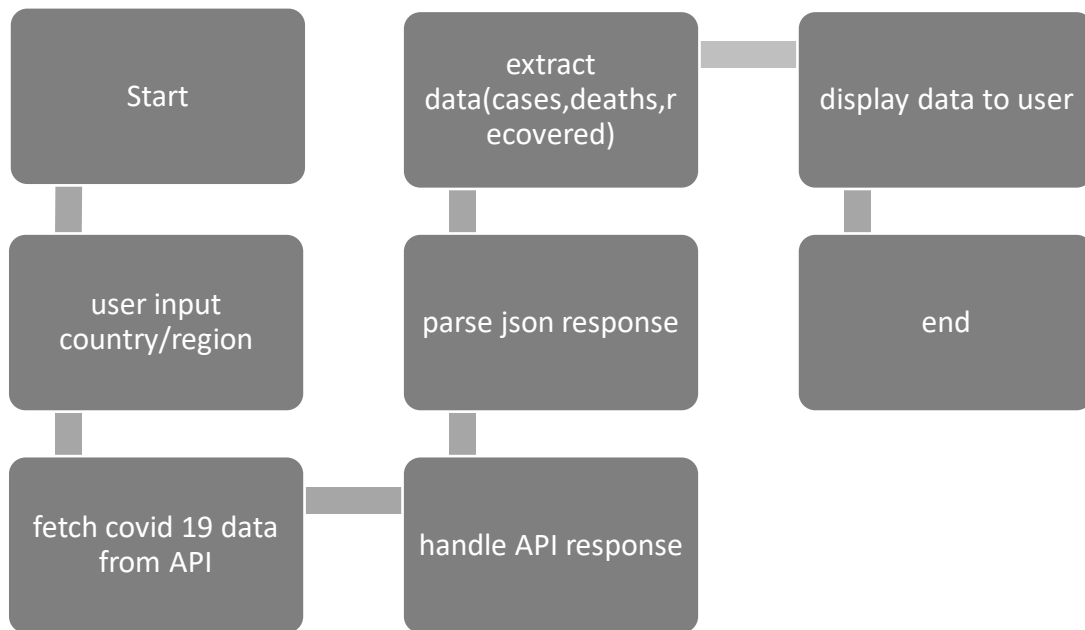 Start
user input
country/region
fetch covid 19 data
from API
handle API response
parse json response
extract
data(cases,deaths,r
ecovered)
display data to user
end